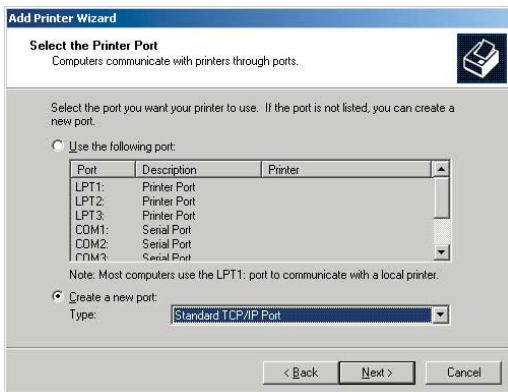 Add Printer Wizard
Select the Printer Port
Computers communicate with printers through ports.
Select the port you want your printer to use. If the port is not listed, you can create a
new port.
Use the following port:
Port Description Printer
LPT1: Printer Port
LPT2: Printer Port
LPT3: Printer Port
COM1: Serial Port
COM2: Serial Port
COM3: Serial Port
Note: Most computers use the LPT1: port to communicate with a local printer.
Create a new port:
Type: Standard TCP/IP Port
< Back Next > Cancel